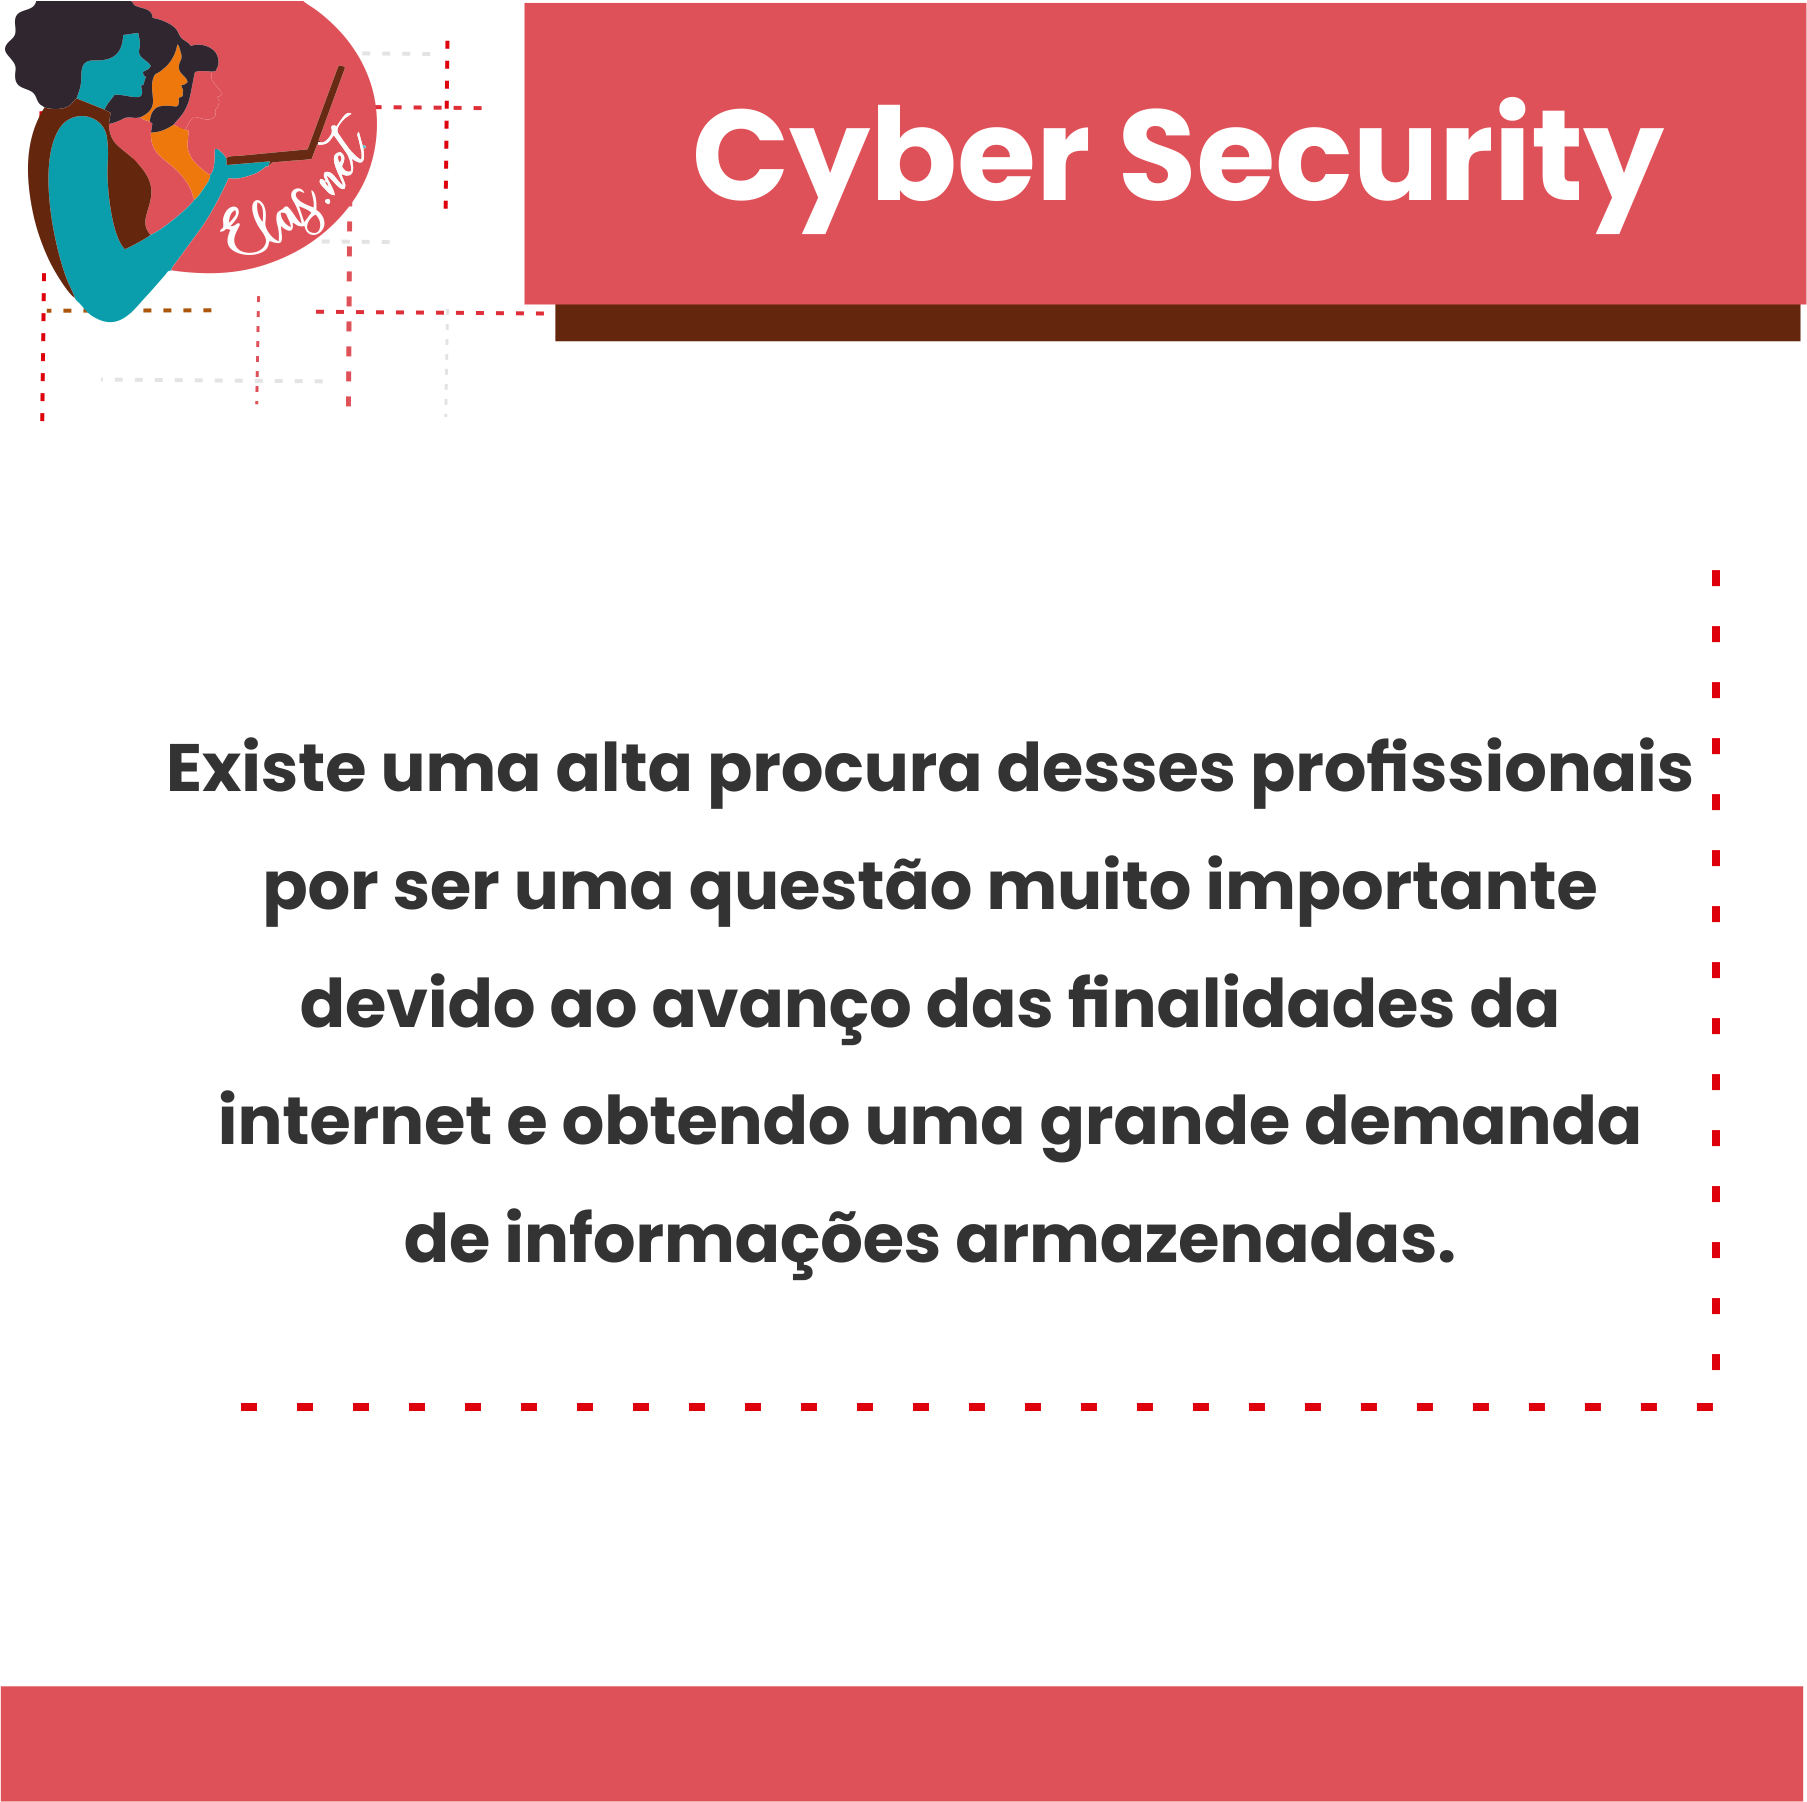 Elas.net
Cyber Security
Existe uma alta procura desses profissionais
por ser uma questão muito importante
devido ao avanço das finalidades da
internet e obtendo uma grande demanda
de informações armazenadas.